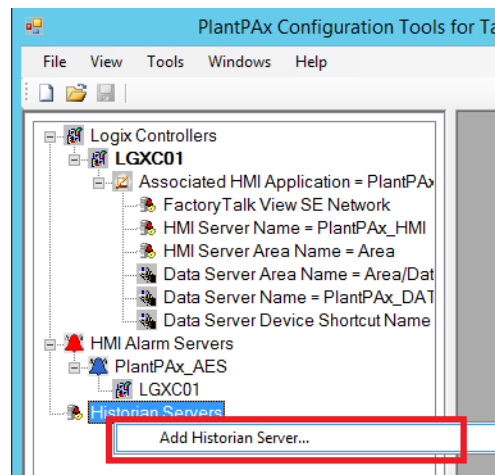 PlantPAx Configuration Tools for Ta
File View Tools Windows Help
Logix Controllers
LGXC01
Associated HMI Application = PlantPAx
FactoryTalk View SE Network
HMI Server Name = PlantPAx_HMI
HMI Server Area Name = Area
Data Server Area Name = Area/Dat
Data Server Name = PlantPAx_DAT
Data Server Device Shortcut Name
HMI Alarm Servers
PlantPAx_AES
LGXC01
Historian Servers
Add Historian Server...